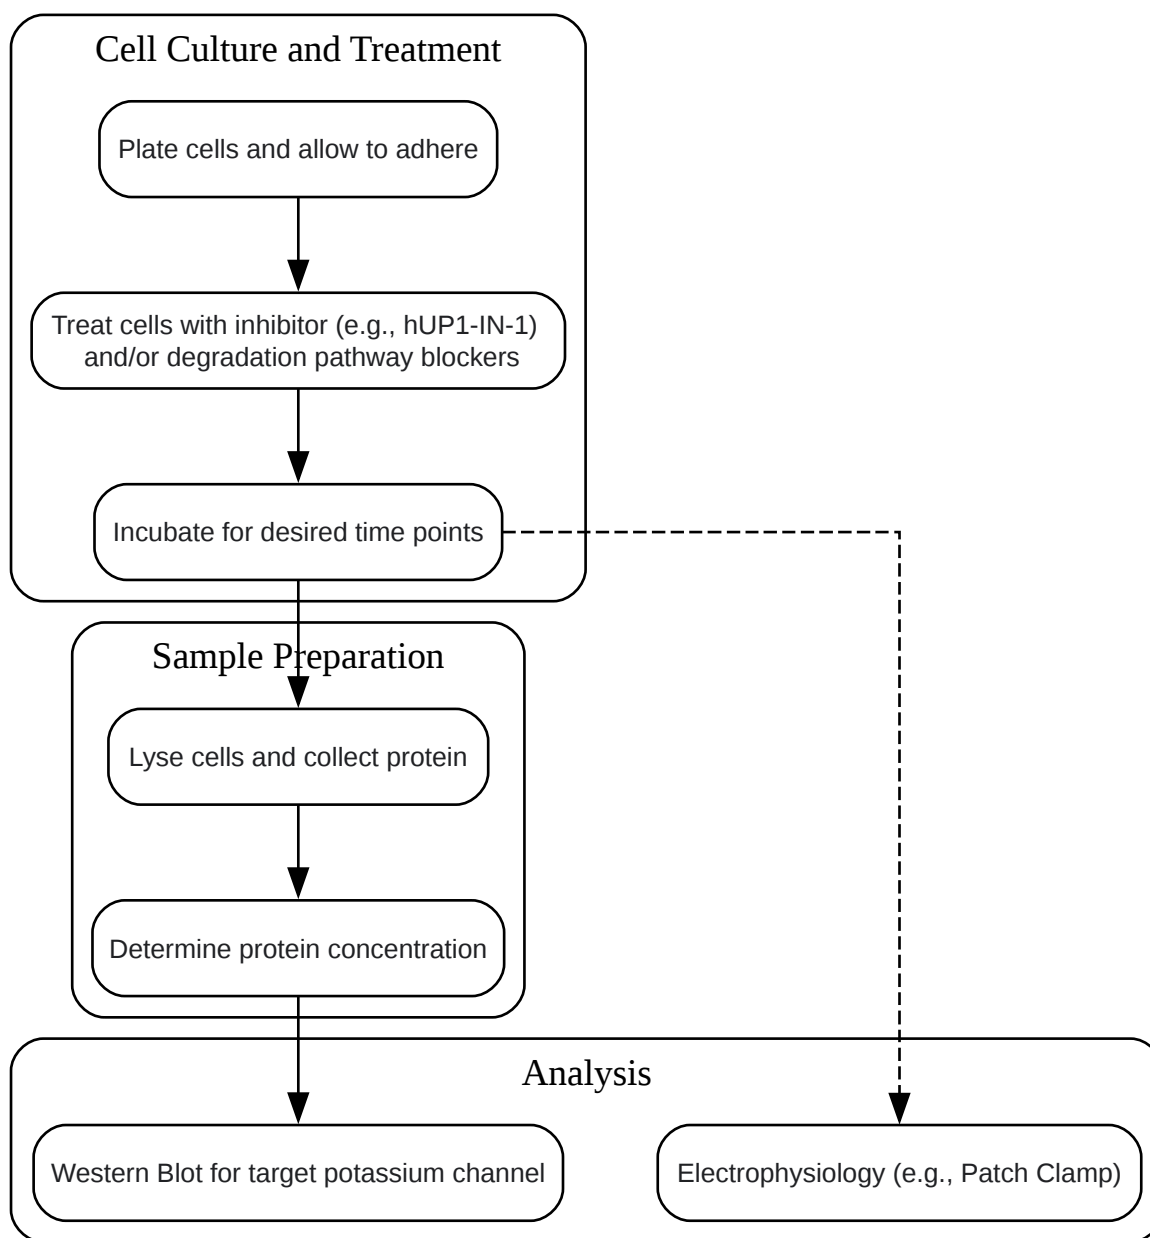 Cell Culture and Treatment
Plate cells and allow to adhere
Treat cells with inhibitor (e.g., hUP1-IN-1)
and/or degradation pathway blockers
Incubate for desired time points
Sample Preparation
Lyse cells and collect protein
Determine protein concentration
Analysis
Western Blot for target potassium channel
Electrophysiology (e.g., Patch Clamp)